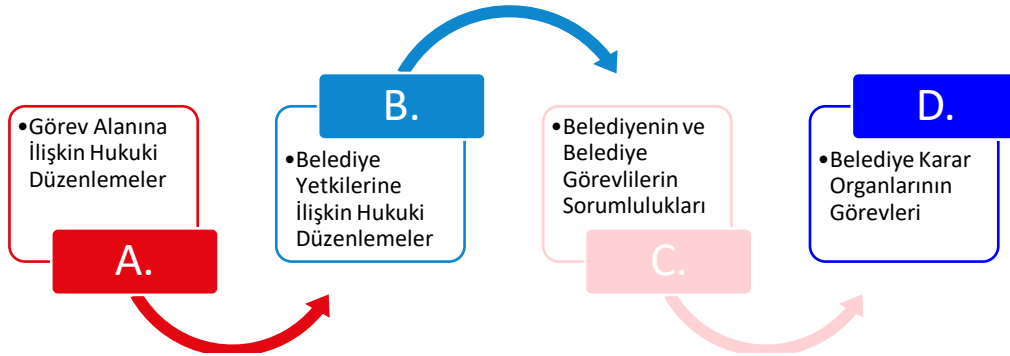 •Görev Alanına
İlişkin Hukuki
Düzenlemeler
A.
B.
•Belediye
Yetkilerine
İlişkin Hukuki
Düzenlemeler
•Belediyenin ve
Belediye
Görevlilerin
Sorumlulukları
C.
D.
•Belediye Karar
Organlarının
Görevleri